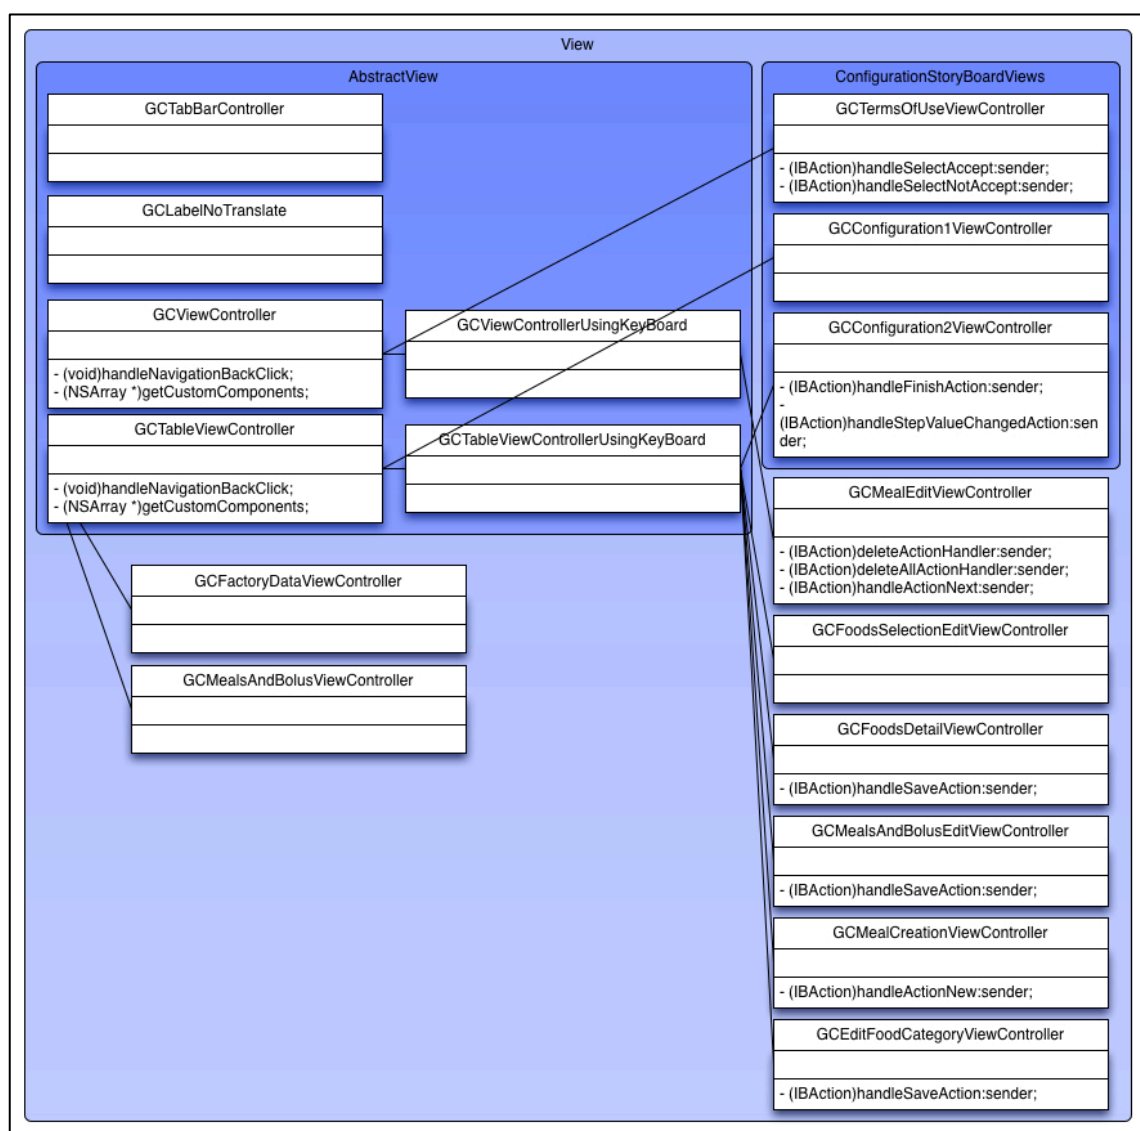 View
AbstractView
GCTabBarController
GCLabelNoTranslate
GCViewController
- (void)handleNavigationBackClick;
- (NSArray *)getCustomComponents;
GCViewControllerUsingKeyBoard
GCTableViewController
- (void)handleNavigationBackClick;
- (NSArray *)getCustomComponents;
GCTableViewControllerUsingKeyBoard
GCFactoryDataViewController
GCMealsAndBolusViewController
ConfigurationStoryBoardViews
GCTermsOfUseViewController
- (IBAction)handleSelectAccept:sender;
- (IBAction)handleSelectNotAccept:sender;
GCConfiguration1ViewController
GCConfiguration2ViewController
- (IBAction)handleFinishAction:sender;
-
(IBAction)handleStepValueChangedAction:sen
der;
GCMealEditViewController
- (IBAction)deleteActionHandler:sender;
- (IBAction)deleteAllActionHandler:sender;
- (IBAction)handleActionNext:sender;
GCFoodsSelectionEditViewController
GCFoodsDetailViewController
- (IBAction)handleSaveAction:sender;
GCMealsAndBolusEditViewController
- (IBAction)handleSaveAction:sender;
GCMealCreationViewController
- (IBAction)handleActionNew:sender;
GCEditFoodCategoryViewController
- (IBAction)handleSaveAction:sender;